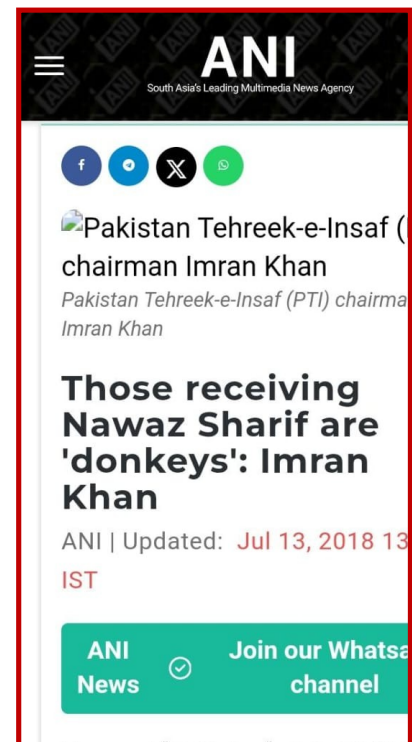 ANI
South Asia's Leading Multimedia News Agency
Pakistan Tehreek-e-Insaf (
chairman Imran Khan
Pakistan Tehreek-e-Insaf (PTI) chairma
Imran Khan
Those receiving
Nawaz Sharif are
'donkeys': Imran
Khan
ANI | Updated: Jul 13, 2018 13
IST
ANI
News
Join our Whatsa
channel